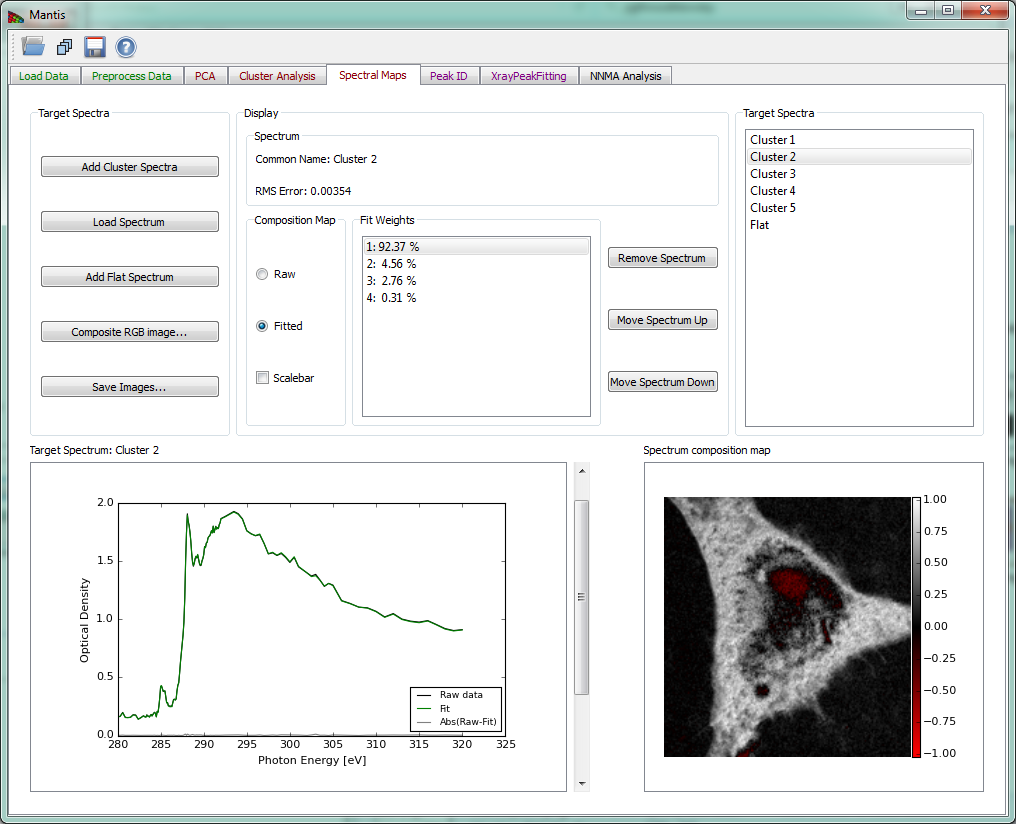 Mantis
Load Data
Preprocess Data
PCA
Cluster Analysis
Spectral Maps
Peak ID
XrayPeakFitting
NNMA Analysis
Target Spectra
Add Cluster Spectra
Load Spectrum
Add Flat Spectrum
Composite RGB image...
Save Images...
Display
Spectrum
Common Name: Cluster 2
RMS Error: 0.00354
Composition Map
Raw
Fitted
Scalebar
Fit Weights
1: 92.37 %
2: 4.56 %
3: 2.76 %
4: 0.31 %
Remove Spectrum
Move Spectrum Up
Move Spectrum Down
Target Spectra
Cluster 1
Cluster 2
Cluster 3
Cluster 4
Cluster 5
Flat
Target Spectrum: Cluster 2
2.0
1.5
1.0
0.5
0.0
Optical Density
280 285 290 295 300 305 310 315 320 325
Photon Energy [eV]
Raw data
Fit
Abs(Raw-Fit)
Spectrum composition map
1.00
0.75
0.50
0.25
0.00
−0.25
−0.50
−0.75
−1.00